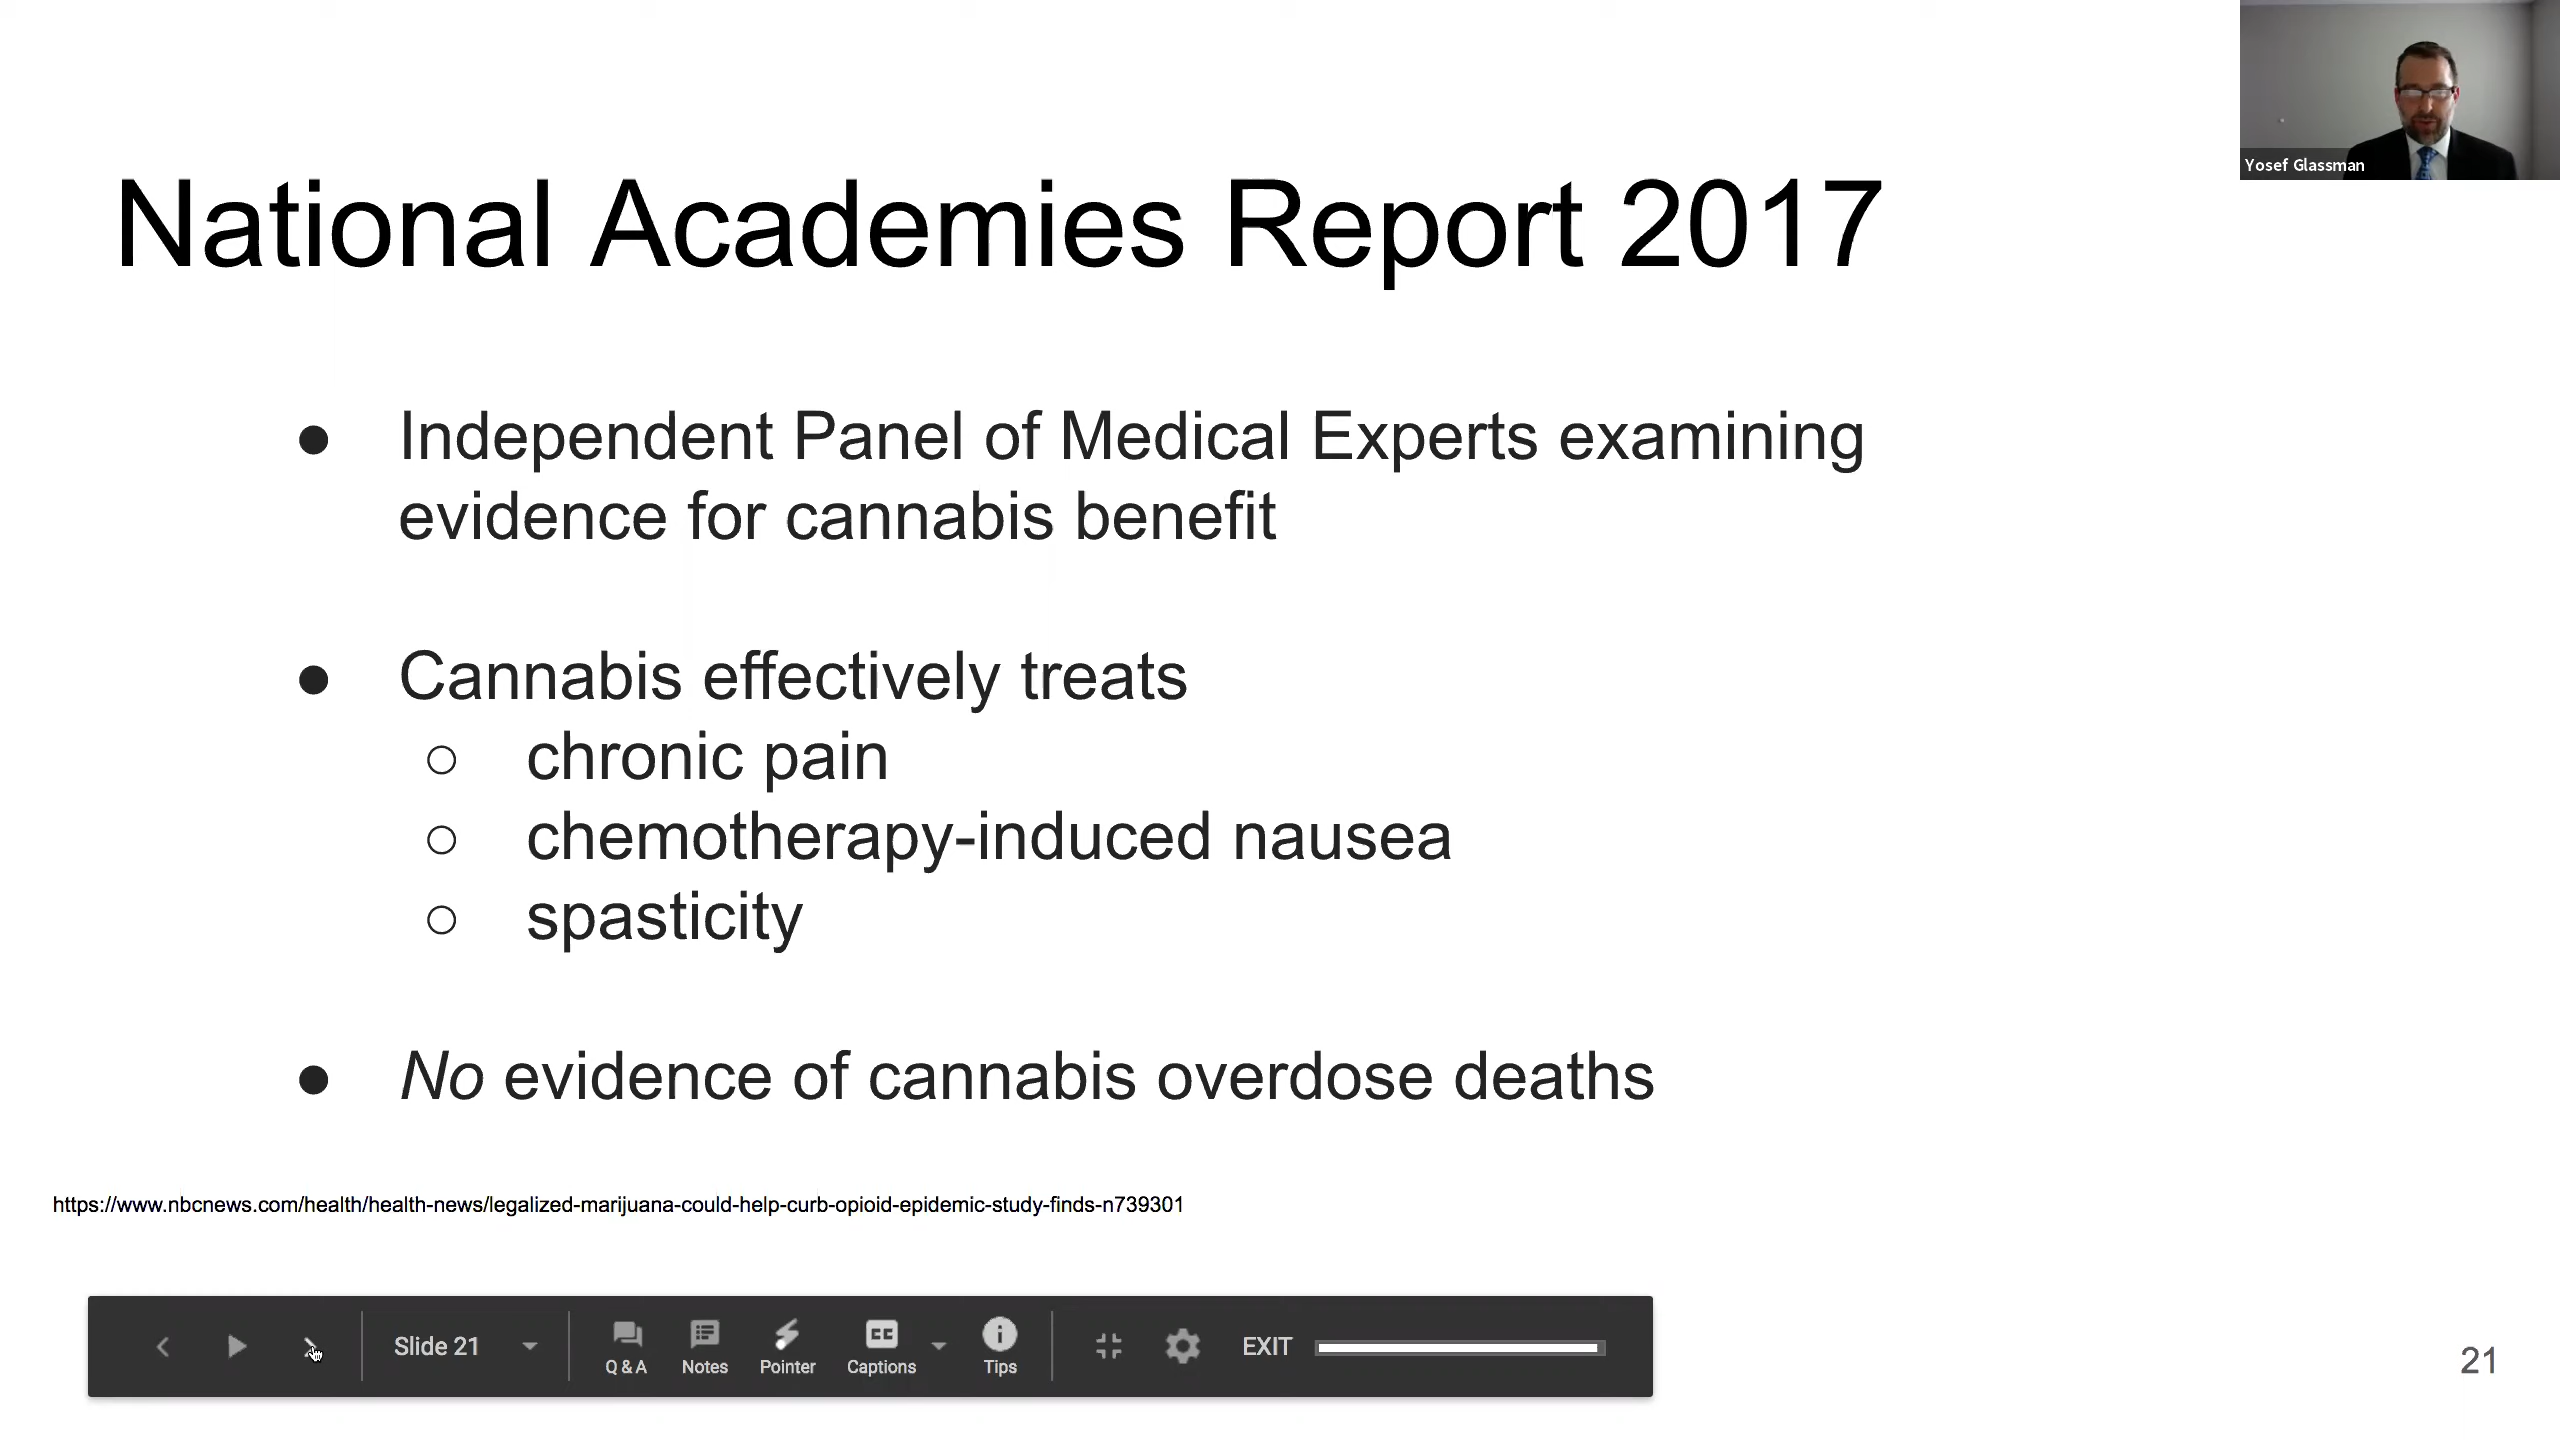 Yosef Glassman
National Academies Report 2017
● Independent Panel of Medical Experts examining
evidence for cannabis benefit
● Cannabis effectively treats
○ chronic pain
○ chemotherapy-induced nausea
○ spasticity
● No evidence of cannabis overdose deaths
https://www.nbcnews.com/health/health-news/legalized-marijuana-could-help-curb-opioid-epidemic-study-finds-n739301
Slide 21 Q & A Notes Pointer CC Captions Tips EXIT
21